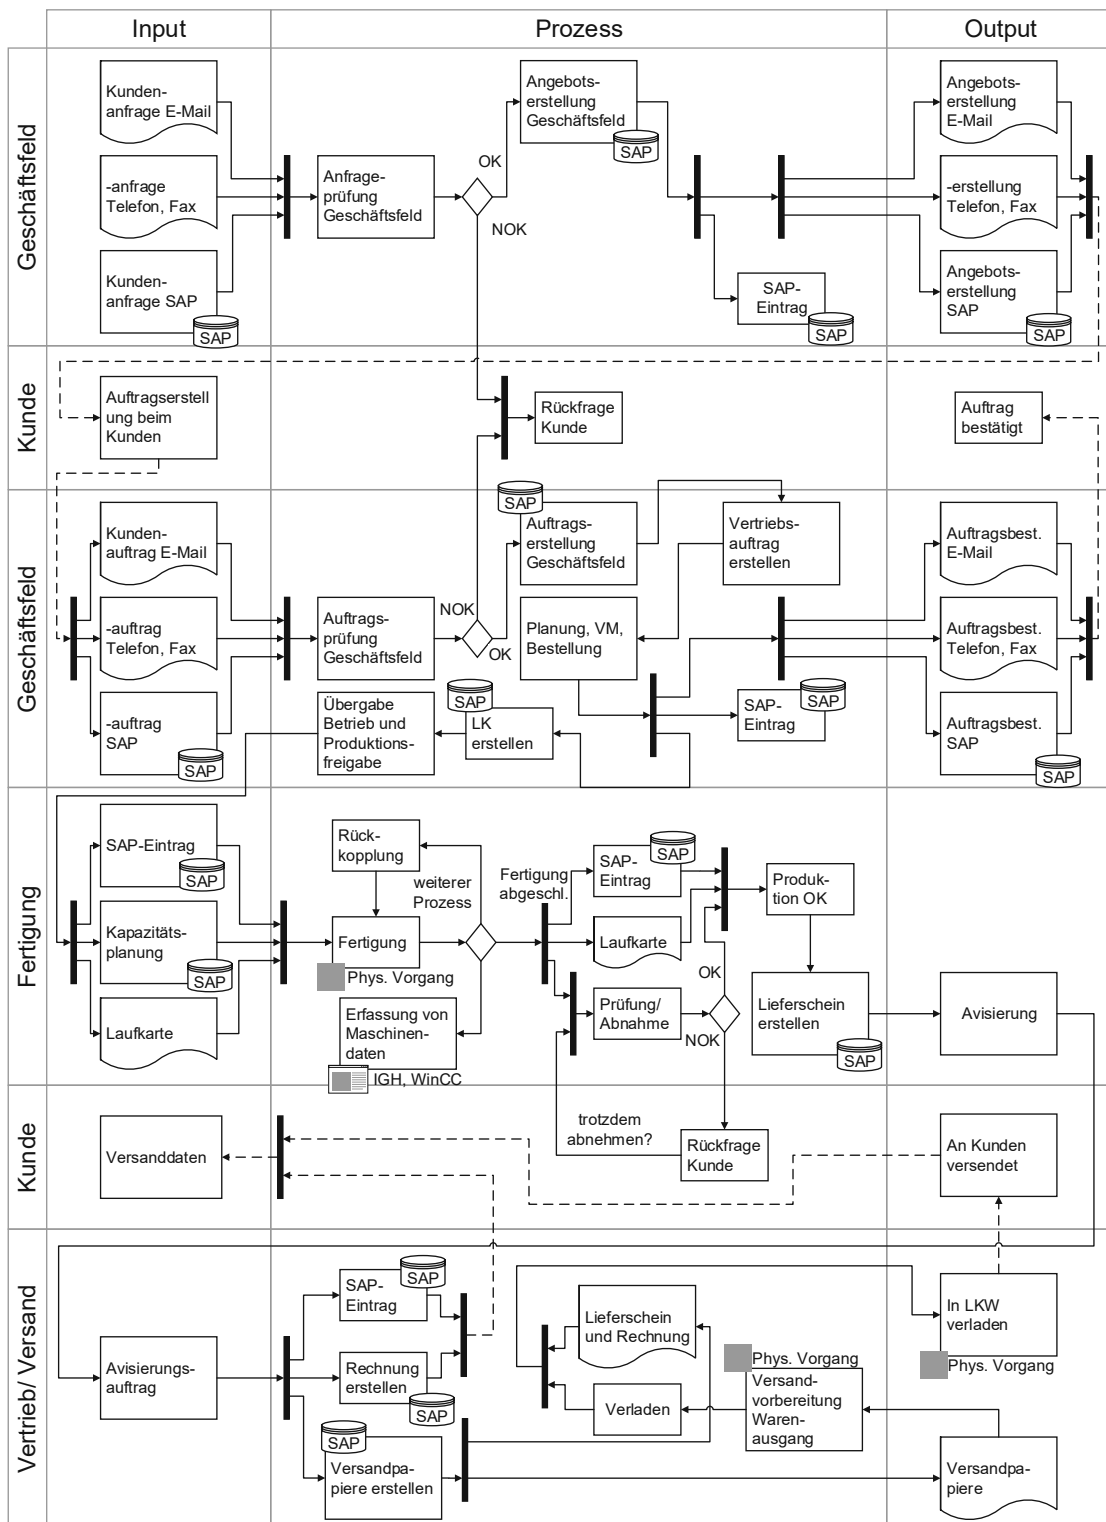 Input
Prozess
Output
Geschäftsfeld
Kunden-
anfrage E-Mail
-anfrage
Telefon, Fax
Kunden-
anfrage SAP
SAP
Anfrage-
prüfung
Geschäftsfeld
OK
NOK
Angebots-
erstellung
Geschäftsfeld
SAP
SAP-
Eintrag
SAP
Angebots-
erstellung
E-Mail
-erstellung
Telefon, Fax
Angebots-
erstellung
SAP
SAP
Kunde
Auftragserstell
ung beim
Kunden
Rückfrage
Kunde
Auftrag
bestätigt
Geschäftsfeld
Kunden-
auftrag E-Mail
-auftrag
Telefon, Fax
-auftrag
SAP
SAP
Auftrags-
prüfung
Geschäftsfeld
NOK
OK
SAP
Auftrags-
erstellung
Geschäftsfeld
Vertriebs-
auftrag
erstellen
Planung, VM,
Bestellung
Übergabe
Betrieb und
Produktions-
freigabe
SAP
LK
erstellen
SAP-
Eintrag
SAP
Auftragsbest.
E-Mail
Auftragsbest.
Telefon, Fax
Auftragsbest.
SAP
SAP
Fertigung
SAP-Eintrag
SAP
Kapazitäts-
planung
SAP
Laufkarte
Rück-
kopplung
weiterer
Prozess
Fertigung
Phys. Vorgang
Erfassung von
Maschinen-
daten
IGH, WinCC
Fertigung
abgeschl.
SAP-
Eintrag
SAP
Laufkarte
Prüfung/
Abnahme
OK
NOK
Produk-
tion OK
Lieferschein
erstellen
SAP
Avisierung
Kunde
Versanddaten
trotzdem
abnehmen?
Rückfrage
Kunde
An Kunden
versendet
Vertrieb/ Versand
Avisierungs-
auftrag
SAP-
Eintrag
SAP
Rechnung
erstellen
SAP
SAP
Versandpa-
piere erstellen
Lieferschein
und Rechnung
Verladen
Phys. Vorgang
Versand-
vorbereitung
Waren-
ausgang
In LKW
verladen
Phys. Vorgang
Versandpa-
piere